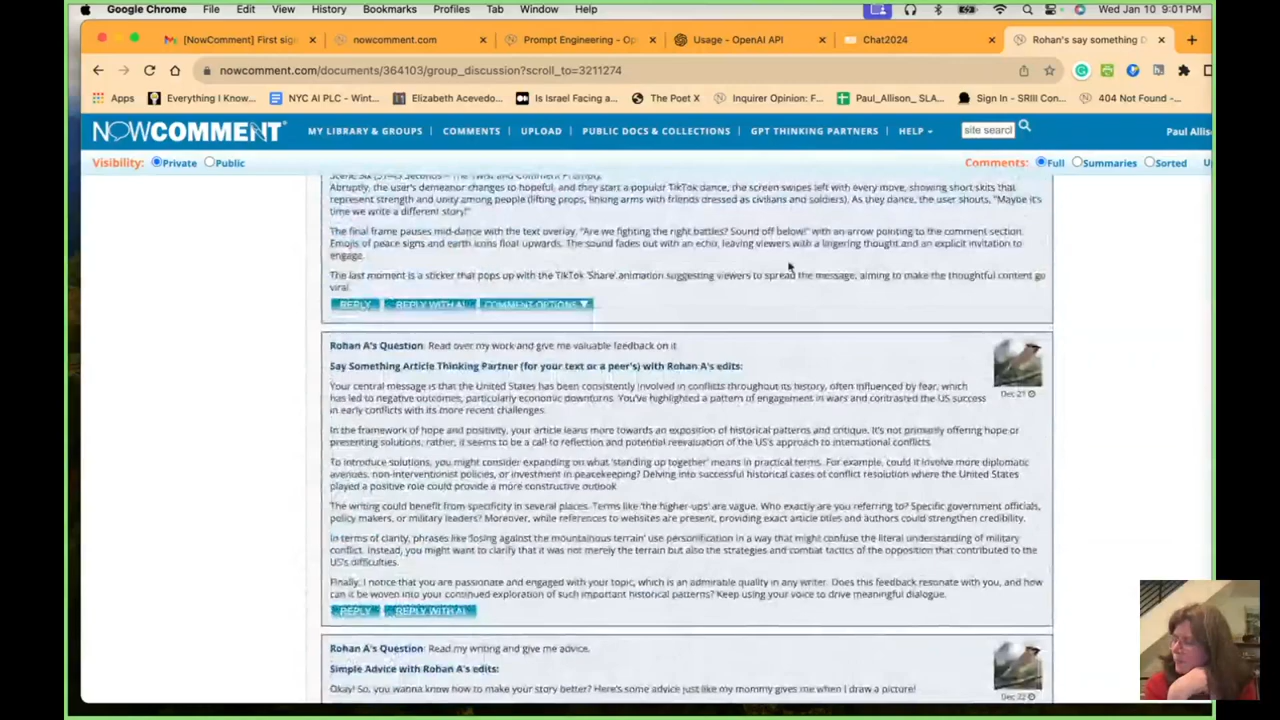 Google Chrome File Edit View History Bookmarks Profiles Tab Window Help Wed Jan 10 9:01 PM
[NowComment] First sig nowcomment.com Prompt Engineering - Op Usage - OpenAI API Chat2024 Rohan's say something D
nowcomment.com/documents/364103/group_discussion?scroll_to=3211274
Apps Everything I Know... NYC AI PLC - Wint... Elizabeth Acevedo... Is Israel Facing a... The Poet X Inquirer Opinion: F... Paul_Allison_ SLA... Sign In - SRIII Con... 404 Not Found -...
NOWCOMMENT MY LIBRARY & GROUPS | COMMENTS | UPLOAD | PUBLIC DOCS & COLLECTIONS | GPT THINKING PARTNERS | HELP site search Paul Allis
Visibility: Private Public Comments: Full Summaries Sorted
Abruptly, the user's demeanor changes to hopeful, and they start a popular TikTok dance, the screen swipes left with every move, showing short skits that
represent strength and unity among people (lifting props, linking arms with friends dressed as civilians and soldiers). As they dance, the user shouts, "Maybe it's
time we write a different story!"
The final frame pauses mid-dance with the text overlay, "Are we fighting the right battles? Sound off below!" with an arrow pointing to the comment section.
Emojis of peace signs and earth icons float upwards. The sound fades out with an echo, leaving viewers with a lingering thought and an explicit invitation to
engage.
The last moment is a sticker that pops up with the TikTok 'Share' animation suggesting viewers to spread the message, aiming to make the thoughtful content go
viral.
REPLY REPLY WITH AI COMMENT OPTIONS ▼
Rohan A's Question: Read over my work and give me valuable feedback on it
Say Something Article Thinking Partner (for your text or a peer's) with Rohan A's edits:
Dec 21
Your central message is that the United States has been consistently involved in conflicts throughout its history, often influenced by fear, which
has led to negative outcomes, particularly economic downturns. You've highlighted a pattern of engagement in wars and contrasted the US success
in early conflicts with its more recent challenges.
In the framework of hope and positivity, your article leans more towards an exposition of historical patterns and critique. It's not primarily offering hope or
presenting solutions, rather, it seems to be a call to reflection and potential reevaluation of the US's approach to international conflicts.
To introduce solutions, you might consider expanding on what 'standing up together' means in practical terms. For example, could it involve more diplomatic
avenues, non-interventionist policies, or investment in peacekeeping? Delving into successful historical cases of conflict resolution where the United States
played a positive role could provide a more constructive outlook.
The writing could benefit from specificity in several places. Terms like 'the higher-ups' are vague. Who exactly are you referring to? Specific government officials,
policy makers, or military leaders? Moreover, while references to websites are present, providing exact article titles and authors could strengthen credibility.
In terms of clarity, phrases like 'losing against the mountainous terrain' use personification in a way that might confuse the literal understanding of military
conflict. Instead, you might want to clarify that it was not merely the terrain but also the strategies and combat tactics of the opposition that contributed to the
US's difficulties.
Finally, I notice that you are passionate and engaged with your topic, which is an admirable quality in any writer. Does this feedback resonate with you, and how
can it be woven into your continued exploration of such important historical patterns? Keep using your voice to drive meaningful dialogue.
REPLY REPLY WITH AI
Rohan A's Question: Read my writing and give me advice.
Simple Advice with Rohan A's edits:
Okay! So, you wanna know how to make your story better? Here's some advice just like my mommy gives me when I draw a picture!
Dec 22